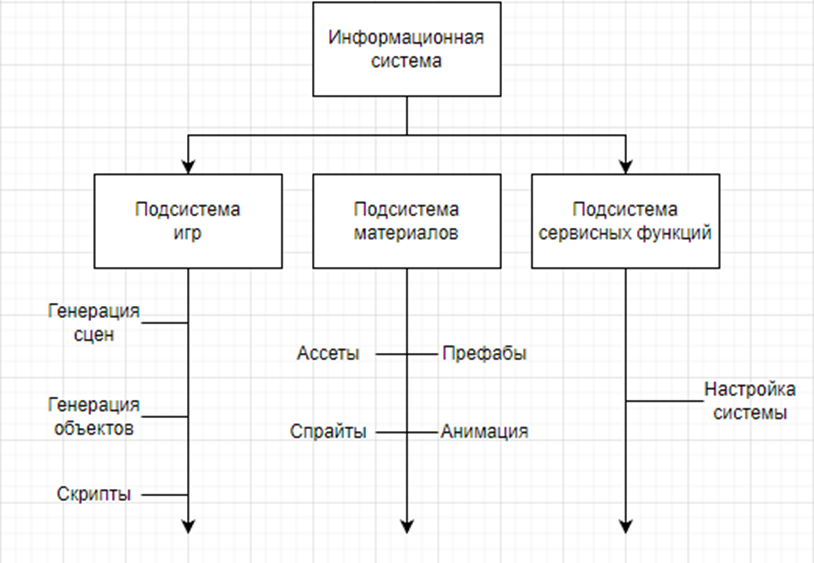 Информационная
система
Подсистема
игр
Подсистема
материалов
Подсистема
сервисных функций
Генерация
сцен
Генерация
объектов
Скрипты
Ассеты
Префабы
Спрайты
Анимация
Настройка
системы